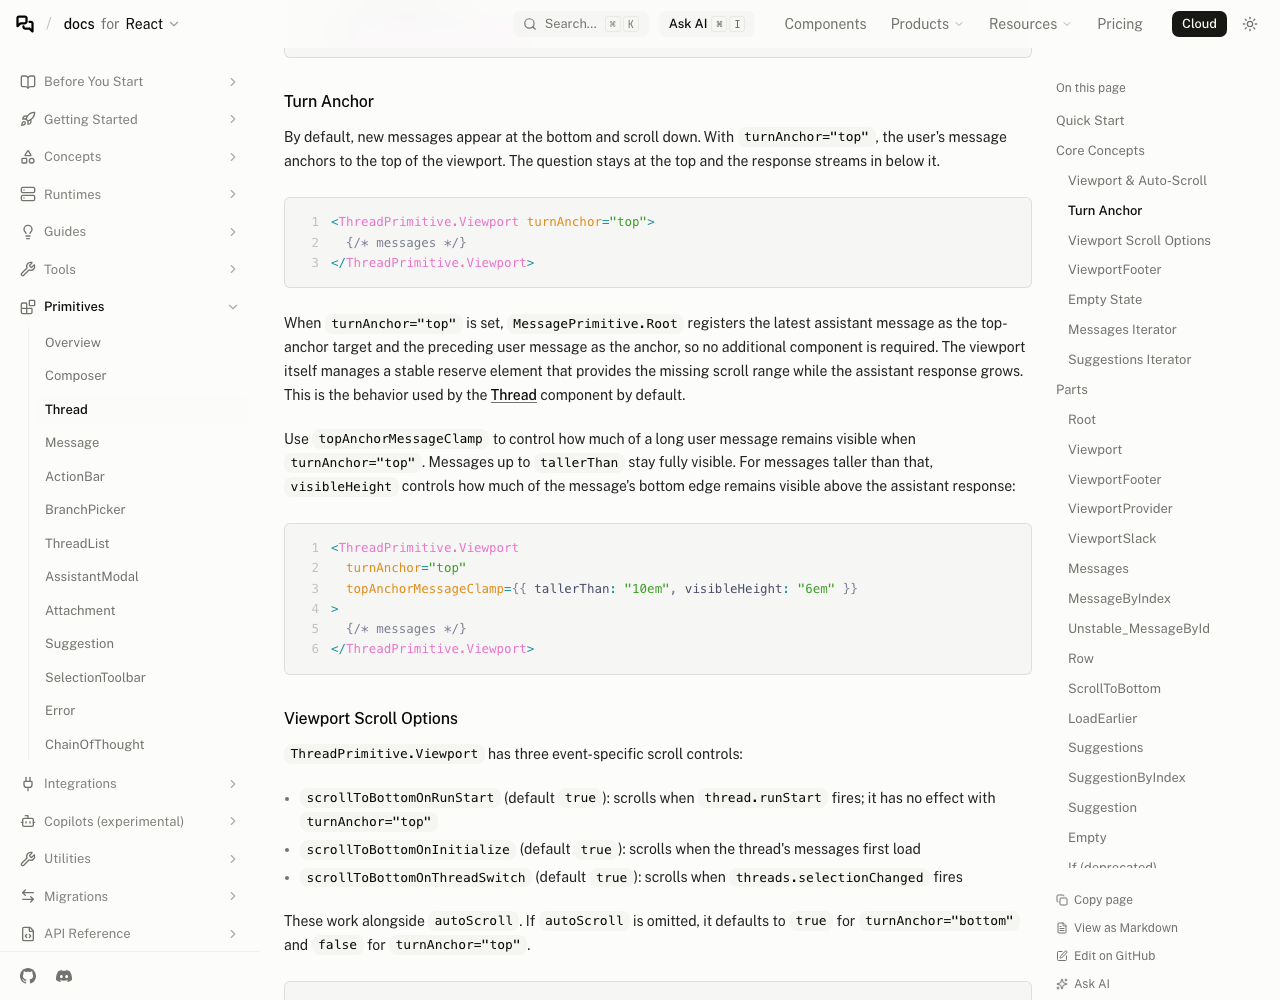 / docs for React
Search... ⌘ K
Ask AI ⌘ I
Components
Products
Resources
Pricing
Cloud
Before You Start
Getting Started
Concepts
Runtimes
Guides
Tools
Primitives
Overview
Composer
Thread
Message
ActionBar
BranchPicker
ThreadList
AssistantModal
Attachment
Suggestion
SelectionToolbar
Error
ChainOfThought
Integrations
Copilots (experimental)
Utilities
Migrations
API Reference
Turn Anchor
By default, new messages appear at the bottom and scroll down. With turnAnchor="top", the user's message
anchors to the top of the viewport. The question stays at the top and the response streams in below it.
1 <ThreadPrimitive.Viewport turnAnchor="top">
2 {/* messages */}
3 </ThreadPrimitive.Viewport>
When turnAnchor="top" is set, MessagePrimitive.Root registers the latest assistant message as the top-
anchor target and the preceding user message as the anchor, so no additional component is required. The viewport
itself manages a stable reserve element that provides the missing scroll range while the assistant response grows.
This is the behavior used by the Thread component by default.
Use topAnchorMessageClamp to control how much of a long user message remains visible when
turnAnchor="top". Messages up to tallerThan stay fully visible. For messages taller than that,
visibleHeight controls how much of the message's bottom edge remains visible above the assistant response:
1 <ThreadPrimitive.Viewport
2 turnAnchor="top"
3 topAnchorMessageClamp={{ tallerThan: "10em", visibleHeight: "6em" }}
4 >
5 {/* messages */}
6 </ThreadPrimitive.Viewport>
Viewport Scroll Options
ThreadPrimitive.Viewport has three event-specific scroll controls:
• scrollToBottomOnRunStart (default true): scrolls when thread.runStart fires; it has no effect with
turnAnchor="top"
• scrollToBottomOnInitialize (default true): scrolls when the thread's messages first load
• scrollToBottomOnThreadSwitch (default true): scrolls when threads.selectionChanged fires
These work alongside autoScroll. If autoScroll is omitted, it defaults to true for turnAnchor="bottom"
and false for turnAnchor="top".
On this page
Quick Start
Core Concepts
Viewport & Auto-Scroll
Turn Anchor
Viewport Scroll Options
ViewportFooter
Empty State
Messages Iterator
Suggestions Iterator
Parts
Root
Viewport
ViewportFooter
ViewportProvider
ViewportSlack
Messages
MessageByIndex
Unstable_MessageById
Row
ScrollToBottom
LoadEarlier
Suggestions
SuggestionByIndex
Suggestion
Empty
If (deprecated)
Copy page
View as Markdown
Edit on GitHub
Ask AI